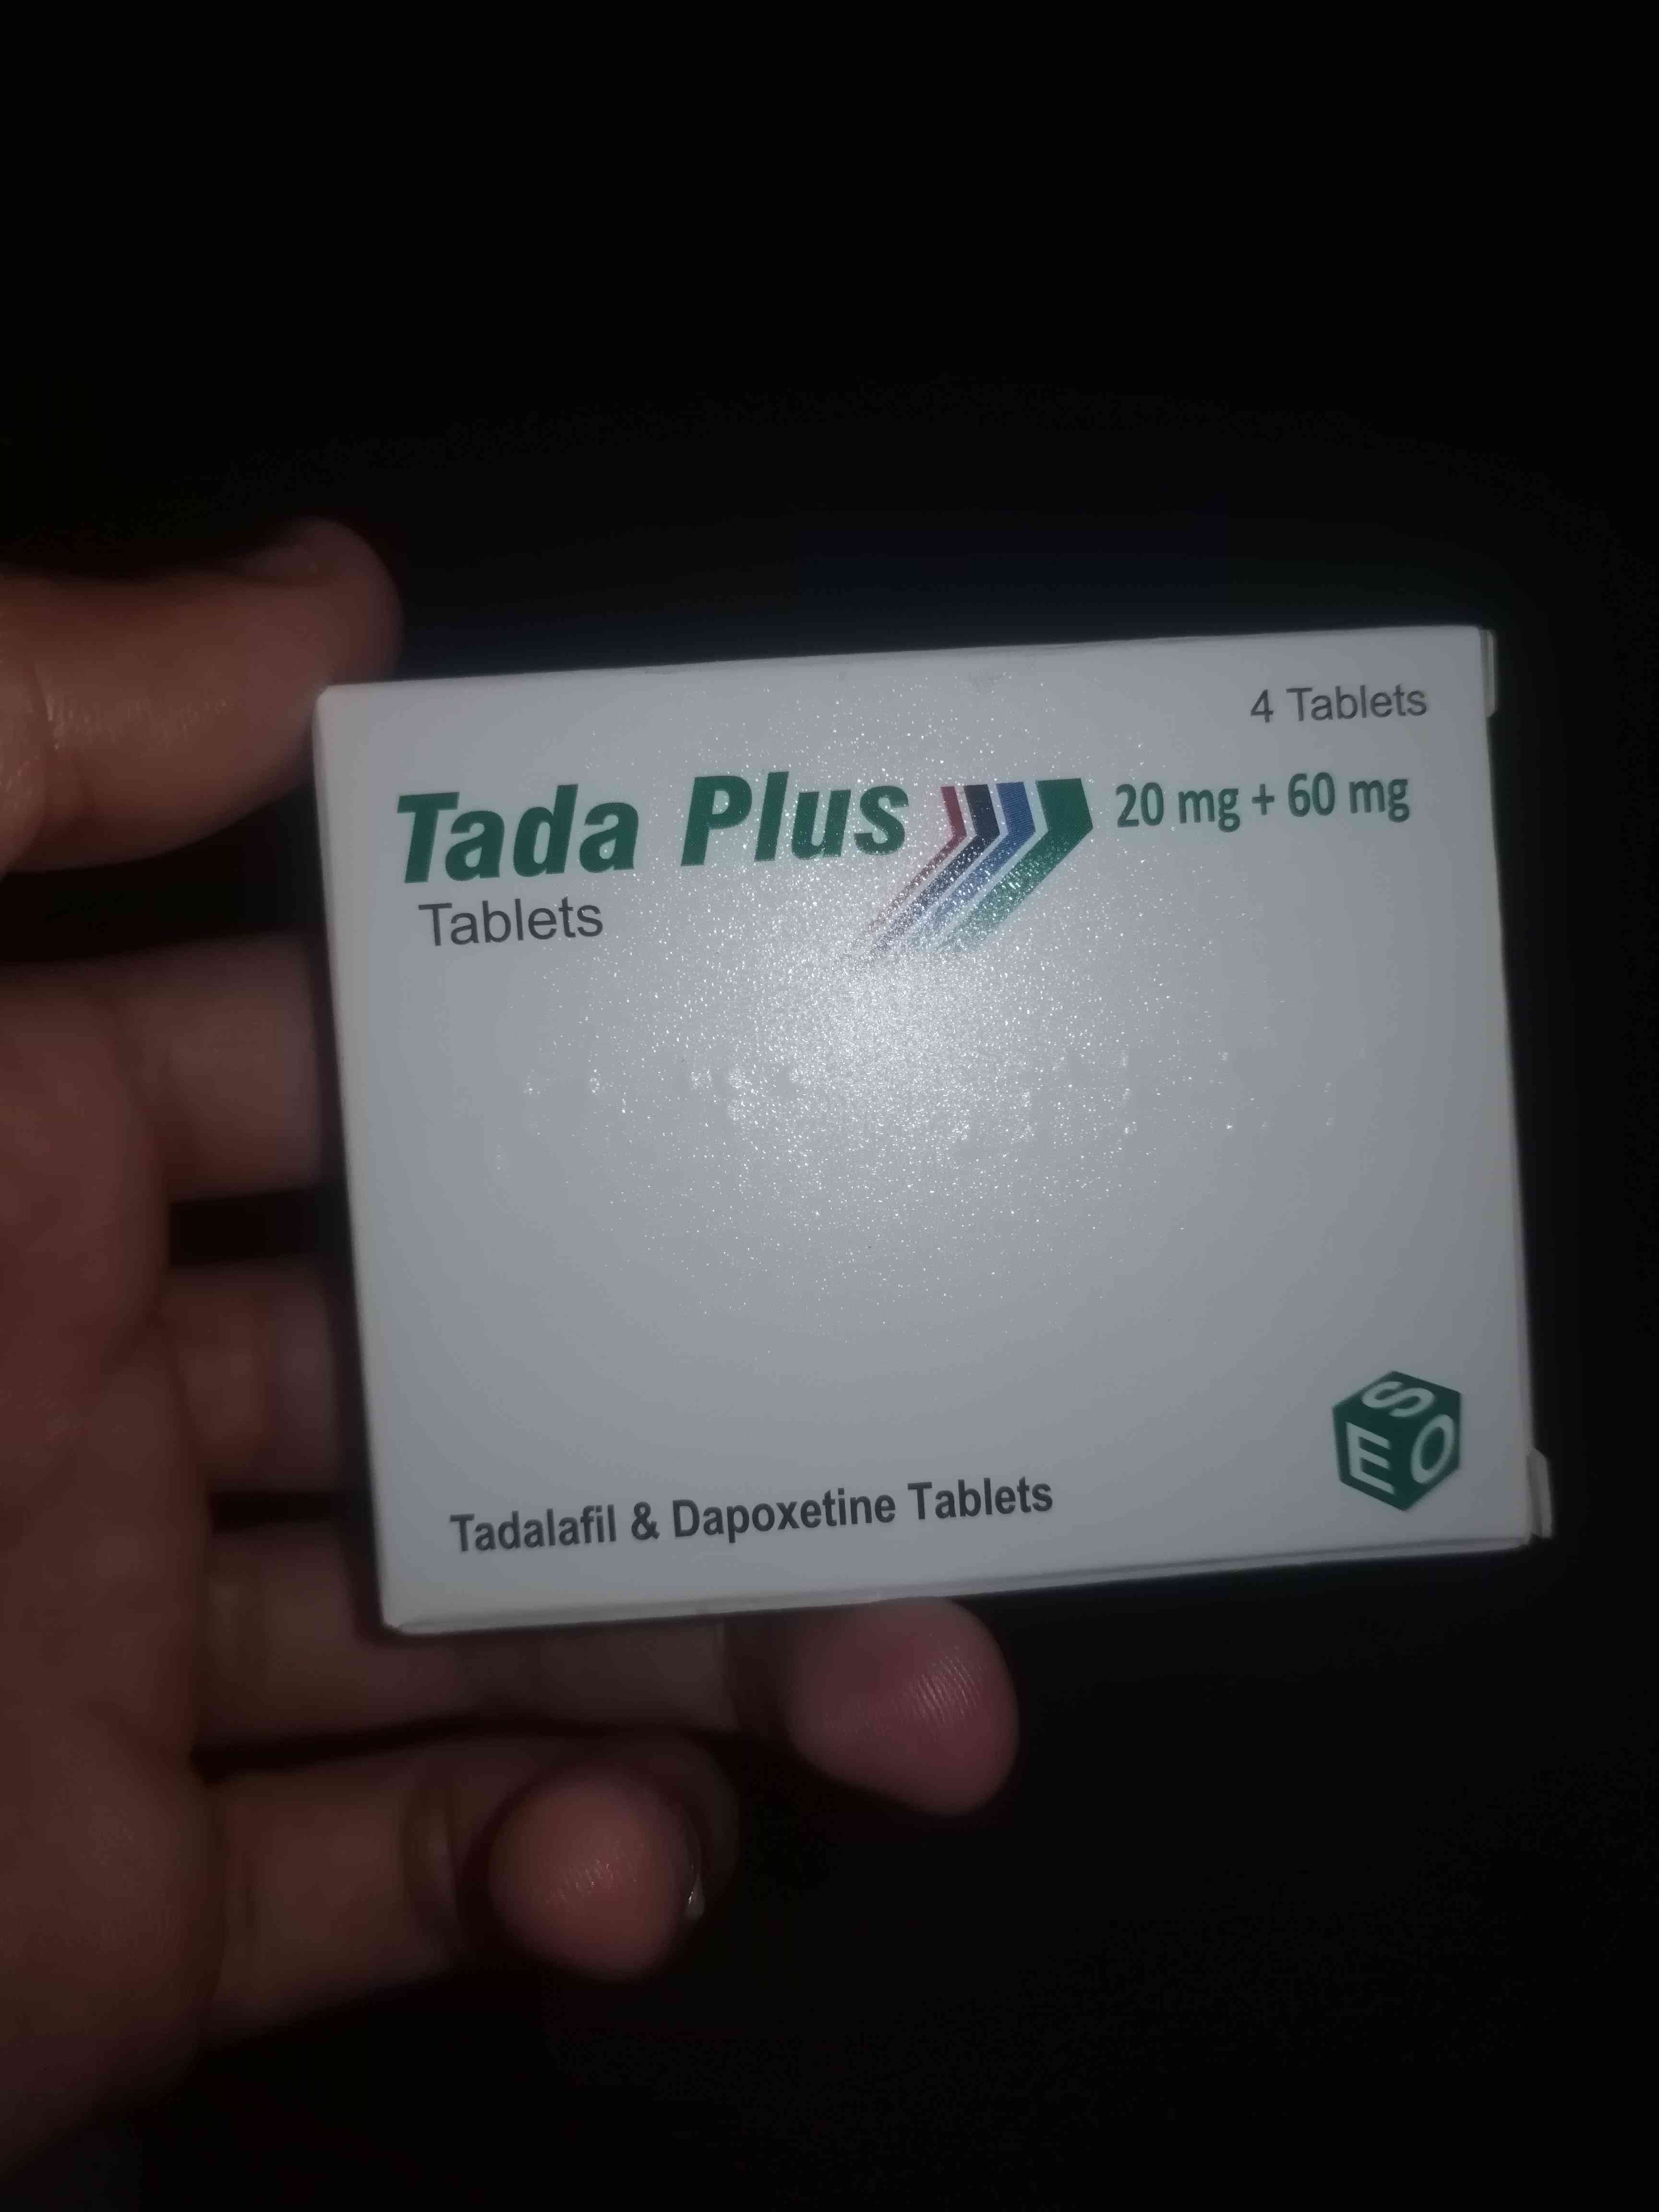 4 Tablets
Tada Plus 20 mg + 60 mg
Tablets
Tadalafil & Dapoxetine Tablets
S
E O